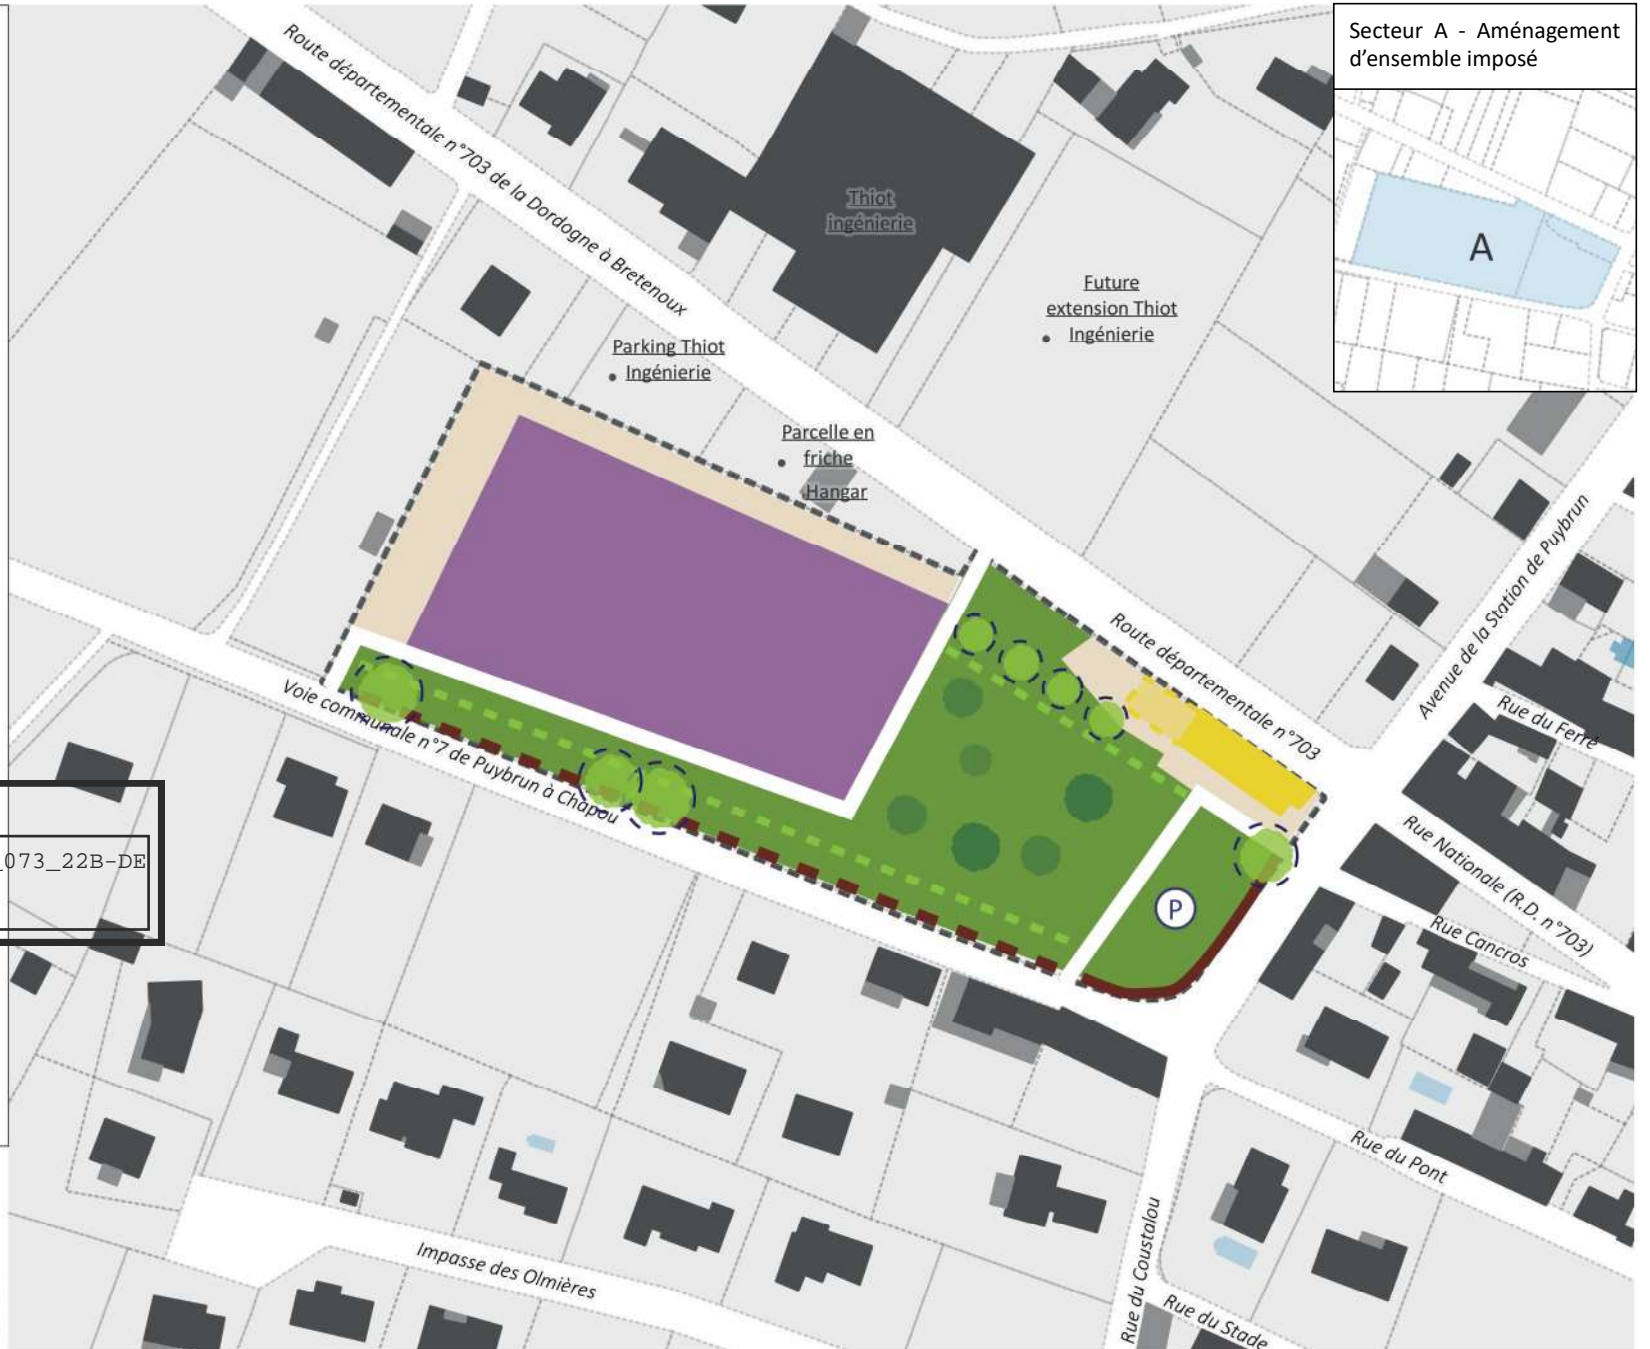 Secteur A - Aménagement
d'ensemble imposé
A
Route départementale n°703 de la Dordogne à Bretenoux
Thiot
ingénierie
Future
extension Thiot
• Ingénierie
Parking Thiot
• Ingénierie
Parcelle en
• friche
Hangar
Route départementale n°703
Avenue de la Station de Puybrun
Rue du Ferré
Voie communale n°7 de Puybrun à Chapou
Rue Nationale (R.D. n°703)
Rue Cancros
P
_073_22B-DE
Rue du Pont
Impasse des Olmières
Rue du Coustalou
Rue du Stade